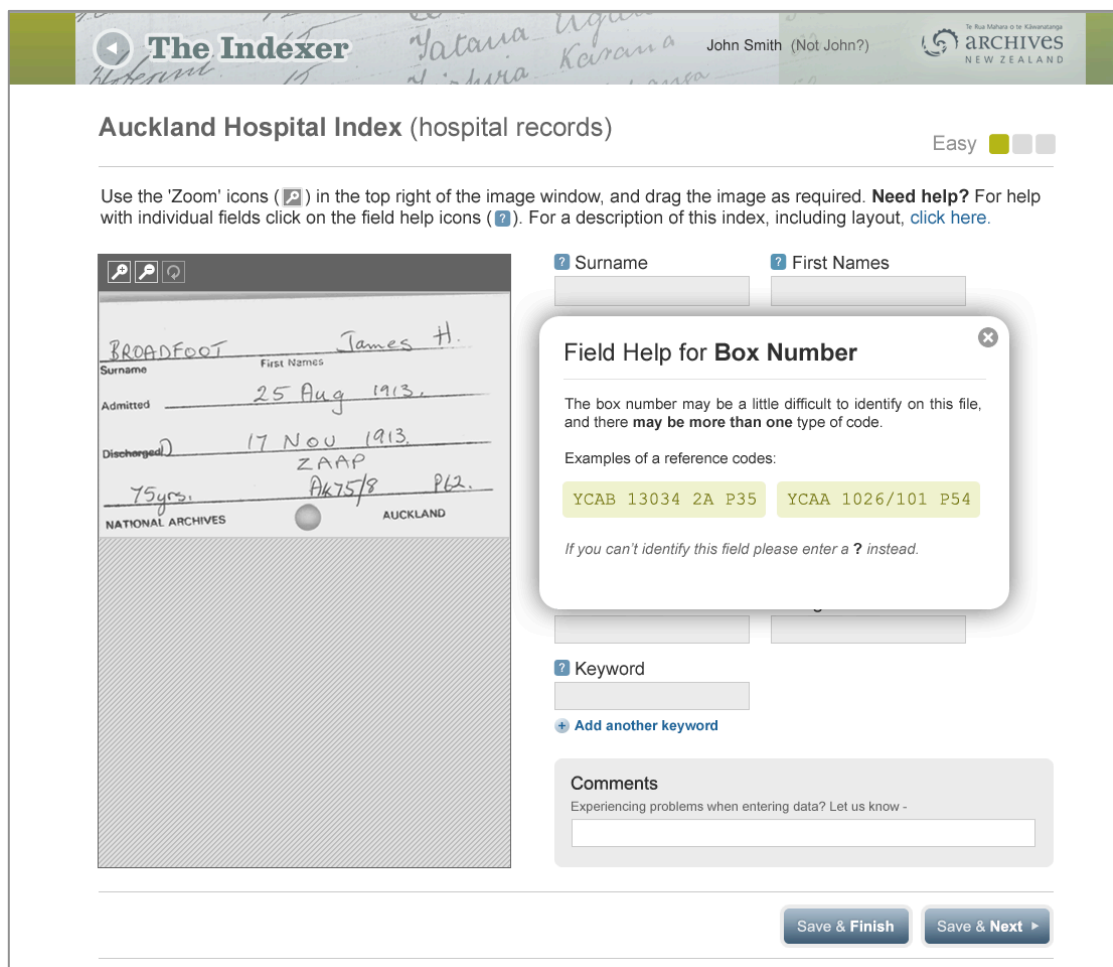 The Indexer
John Smith (Not John?)
Te Rua Mahara o te Kāwanatanga
ARCHIVES
NEW ZEALAND
Auckland Hospital Index (hospital records)
Easy
Use the 'Zoom' icons ( ) in the top right of the image window, and drag the image as required. Need help? For help
with individual fields click on the field help icons ( ? ). For a description of this index, including layout, click here.
BROADFOOT James H.
Surname First Names
Admitted 25 Aug 1913.
Discharged D 17 Nov 1913.
ZAAP
75yrs. AK75/8 P62.
NATIONAL ARCHIVES AUCKLAND
? Surname ? First Names
Field Help for Box Number
The box number may be a little difficult to identify on this file,
and there may be more than one type of code.
Examples of a reference codes:
YCAB 13034 2A P35 YCAA 1026/101 P54
If you can't identify this field please enter a ? instead.
? Keyword
+ Add another keyword
Comments
Experiencing problems when entering data? Let us know -
Save & Finish Save & Next